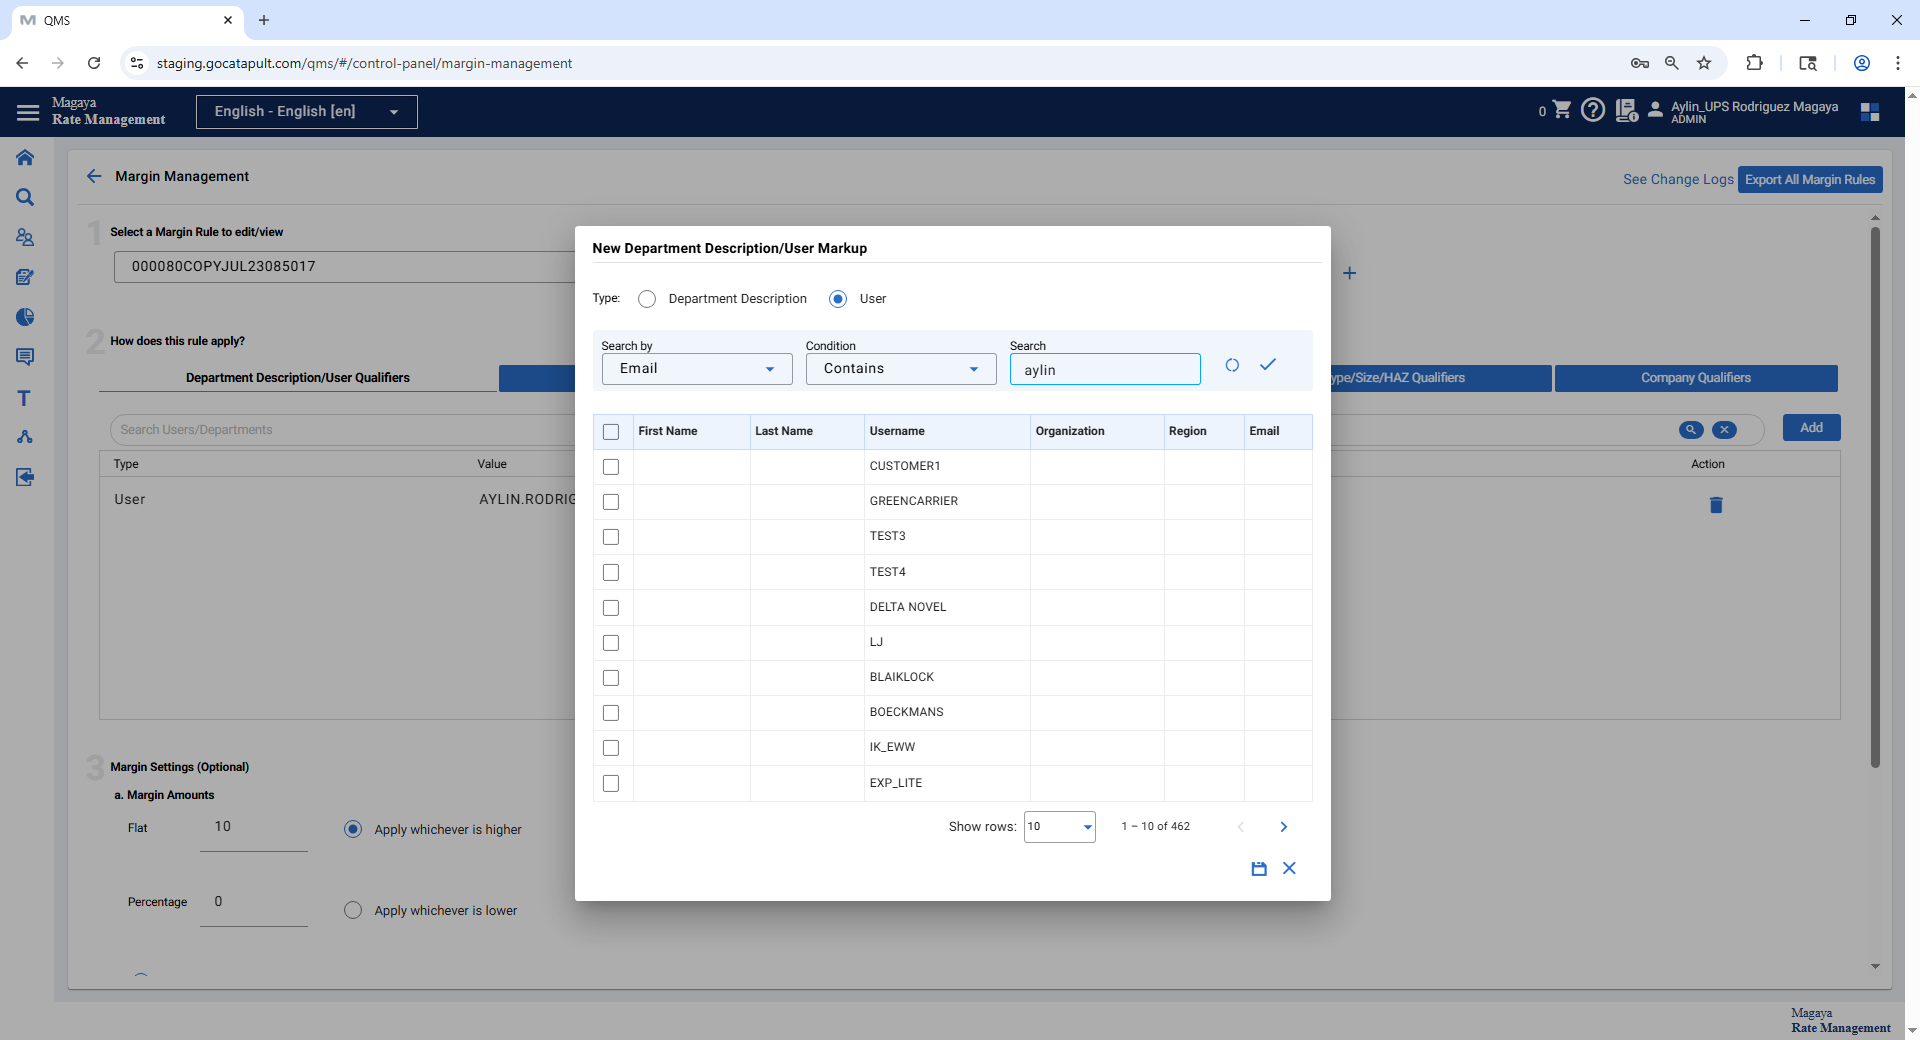 QMS
staging.gocatapult.com/qms/#/control-panel/margin-management
Magaya
Rate Management
English - English [en]
0
Aylin_UPS Rodriguez Magaya
ADMIN
Margin Management
See Change Logs
Export All Margin Rules
1
Select a Margin Rule to edit/view
000080COPYJUL23085017
2
How does this rule apply?
Department Description/User Qualifiers
ype/Size/HAZ Qualifiers
Company Qualifiers
Search Users/Departments
Add
Type
Value
Action
User
AYLIN.RODRIG
3
Margin Settings (Optional)
a. Margin Amounts
Flat
10
Apply whichever is higher
Percentage
0
Apply whichever is lower
New Department Description/User Markup
Type:
Department Description
User
Search by
Condition
Search
Email
Contains
aylin
First Name
Last Name
Username
Organization
Region
Email
CUSTOMER1
GREENCARRIER
TEST3
TEST4
DELTA NOVEL
LJ
BLAIKLOCK
BOECKMANS
IK_EWW
EXP_LITE
Show rows:
10
1 – 10 of 462
Magaya
Rate Management